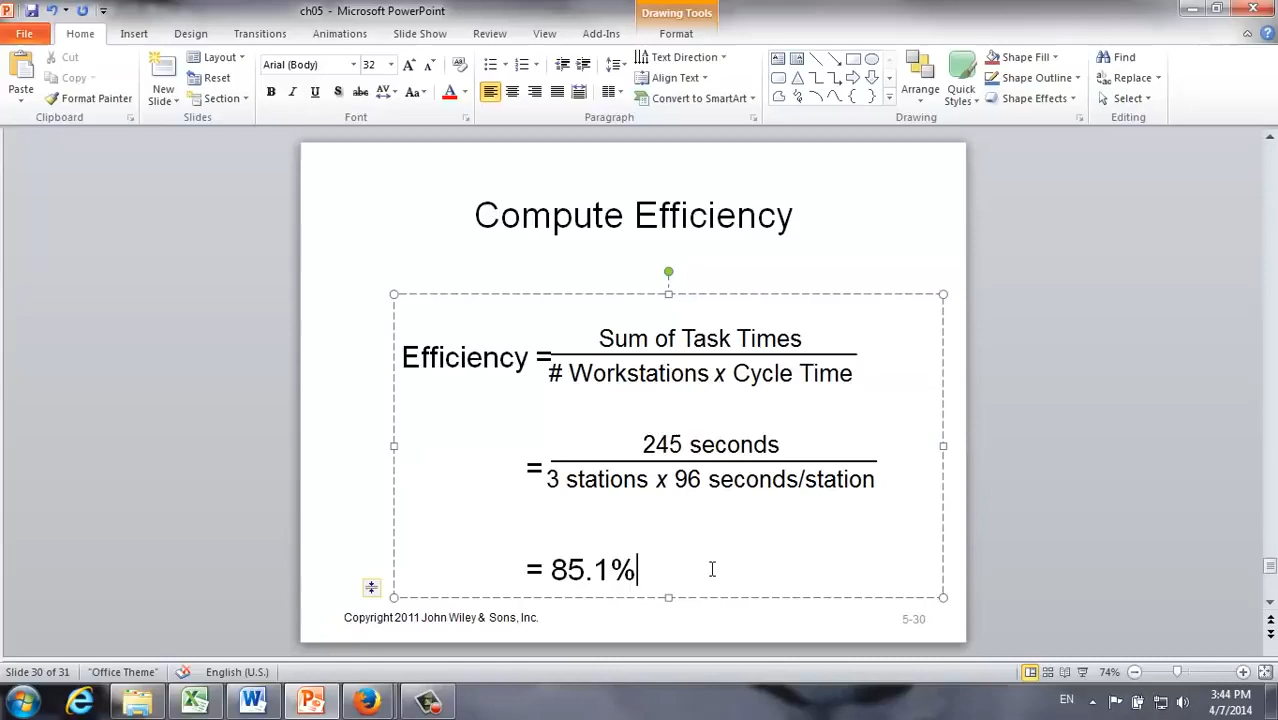 ch05 - Microsoft PowerPoint
Drawing Tools
File Home Insert Design Transitions Animations Slide Show Review View Add-Ins Format
Paste
Cut
Copy
Format Painter
Clipboard
New
Slide
Layout
Reset
Section
Slides
Arial (Body) 32
B I U S abc AV Aa A
Font
Text Direction
Align Text
Convert to SmartArt
Paragraph
Arrange
Quick
Styles
Shape Fill
Shape Outline
Shape Effects
Drawing
Find
Replace
Select
Editing
Compute Efficiency
Sum of Task Times
Efficiency =
# Workstations x Cycle Time
245 seconds
=
3 stations x 96 seconds/station
= 85.1%
Copyright 2011 John Wiley & Sons, Inc.
5-30
Slide 30 of 31 "Office Theme" English (U.S.) 74%
EN
3:44 PM
4/7/2014